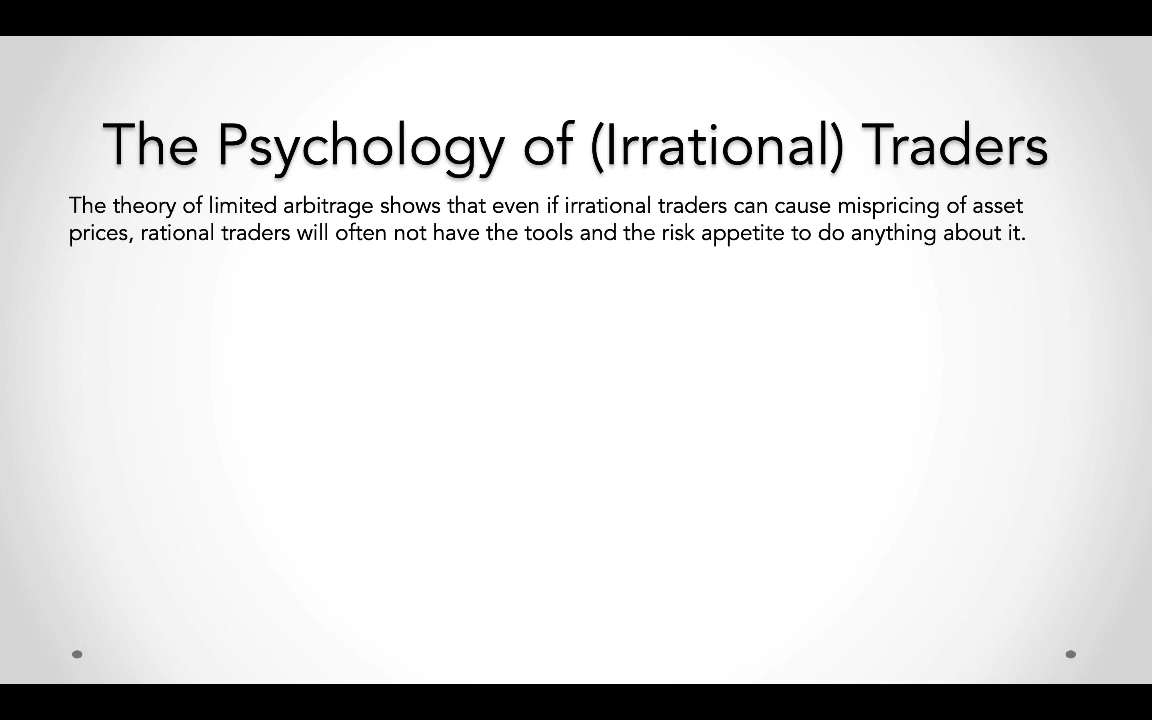 The Psychology of (Irrational) Traders
The theory of limited arbitrage shows that even if irrational traders can cause mispricing of asset
prices, rational traders will often not have the tools and the risk appetite to do anything about it.